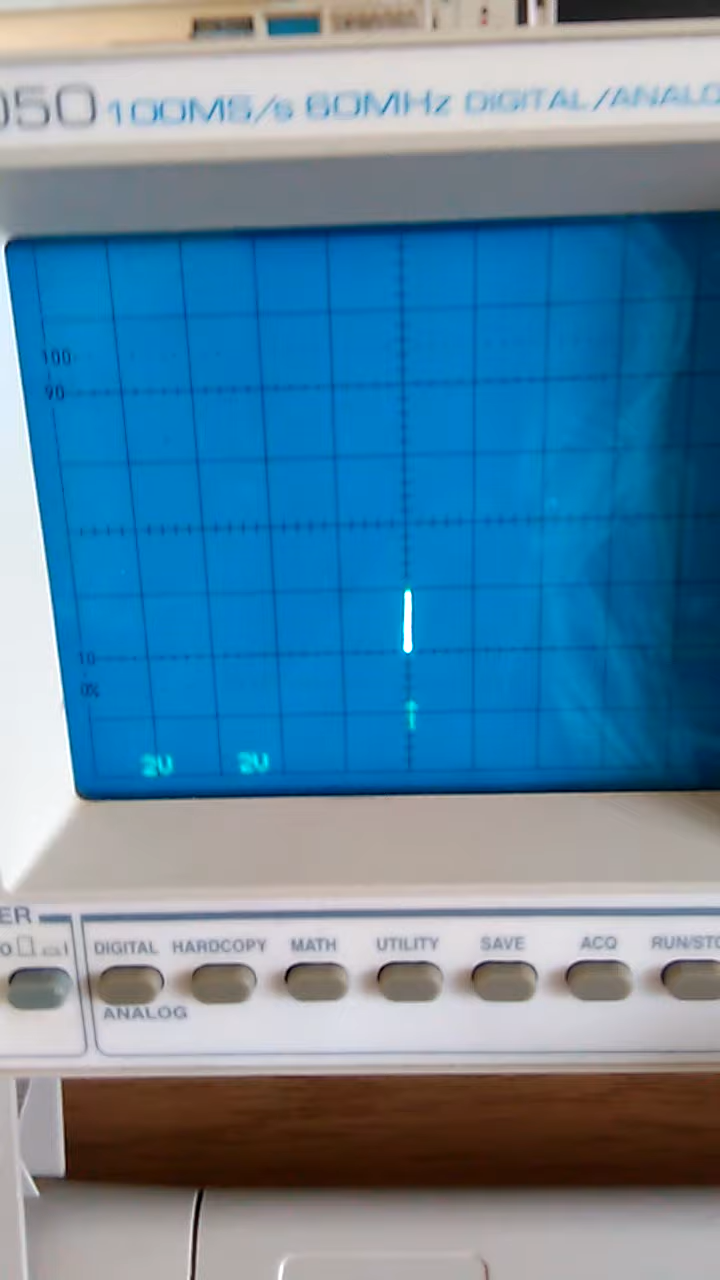 050 100MS/s 60MHz DIGITAL/ANALO
100
90
10
0%
2V 2V
ER
O I DIGITAL HARDCOPY MATH UTILITY SAVE ACQ RUN/STO
ANALOG